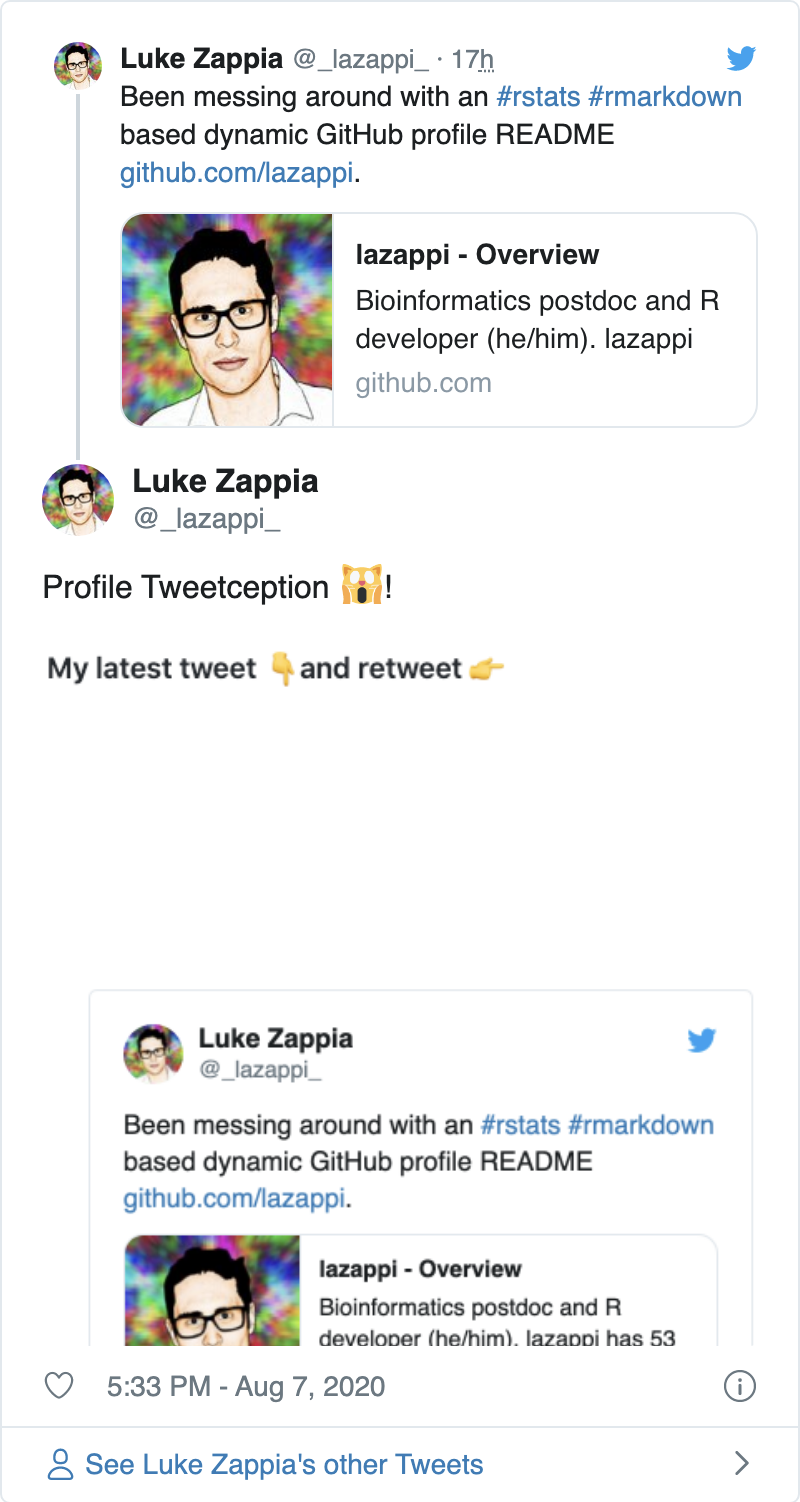 Luke Zappia @_lazappi_ · 17h
Been messing around with an #rstats #rmarkdown
based dynamic GitHub profile README
github.com/lazappi.
lazappi - Overview
Bioinformatics postdoc and R
developer (he/him). lazappi
github.com
Luke Zappia
@_lazappi_
Profile Tweetception 🙀!
My latest tweet 👇and retweet 👉
Luke Zappia
@_lazappi_
Been messing around with an #rstats #rmarkdown
based dynamic GitHub profile README
github.com/lazappi.
lazappi - Overview
Bioinformatics postdoc and R
developer (he/him). lazappi has 53
5:33 PM - Aug 7, 2020
See Luke Zappia's other Tweets